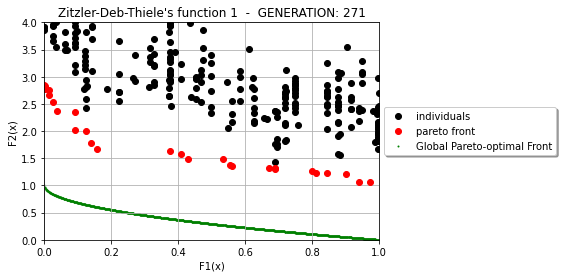 Zitzler-Deb-Thiele's function 1 - GENERATION: 271
4.0
3.5
3.0
2.5
2.0
1.5
1.0
0.5
0.0
F2(x)
0.0 0.2 0.4 0.6 0.8 1.0
F1(x)
individuals
pareto front
Global Pareto-optimal Front